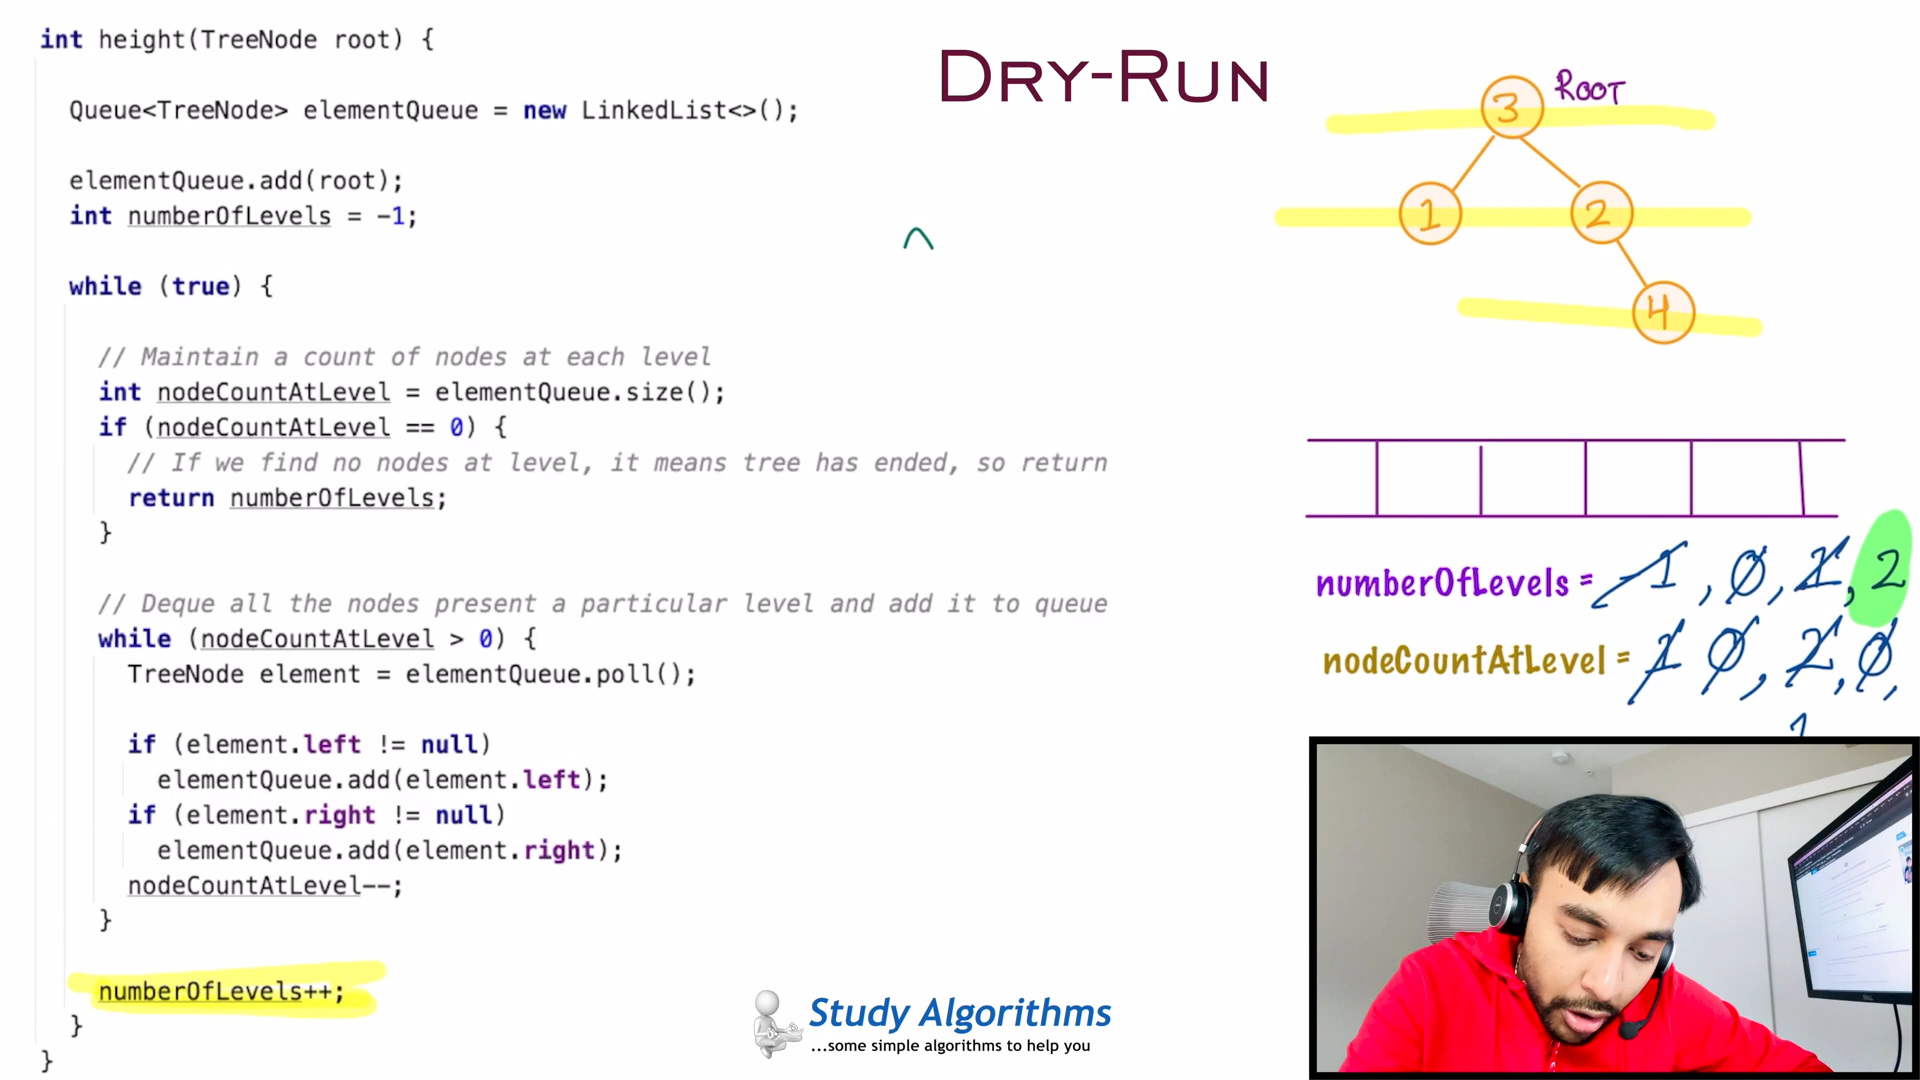 int height(TreeNode root) {
Queue<TreeNode> elementQueue = new LinkedList<>();
elementQueue.add(root);
int numberOfLevels = -1;
while (true) {
// Maintain a count of nodes at each level
int nodeCountAtLevel = elementQueue.size();
if (nodeCountAtLevel == 0) {
// If we find no nodes at level, it means tree has ended, so return
return numberOfLevels;
}
// Deque all the nodes present a particular level and add it to queue
while (nodeCountAtLevel > 0) {
TreeNode element = elementQueue.poll();
if (element.left != null)
elementQueue.add(element.left);
if (element.right != null)
elementQueue.add(element.right);
nodeCountAtLevel--;
}
numberOfLevels++;
}
}
DRY-RUN
3 ROOT
1 2
4
numberOfLevels = -1, 0, 1, 2
nodeCountAtLevel = 1 0, 2, 0,
1
Study Algorithms
...some simple algorithms to help you